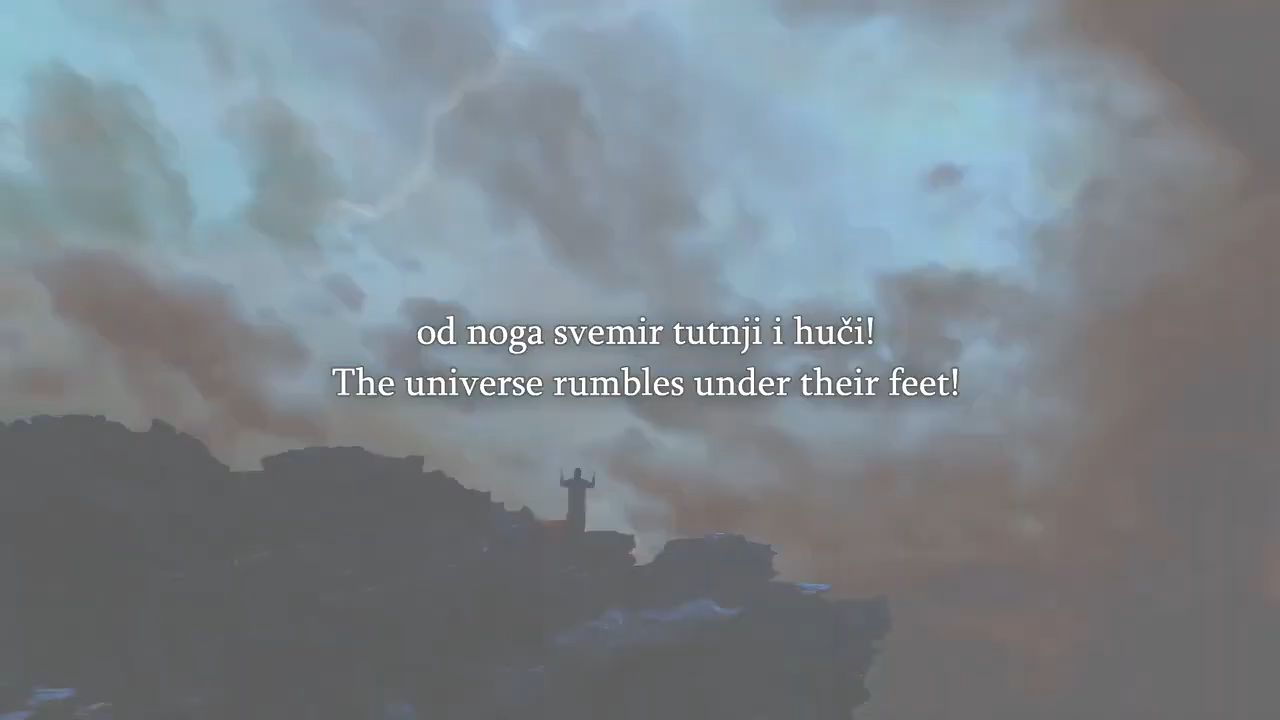 od noga svemir tutnji i huči!
The universe rumbles under their feet!